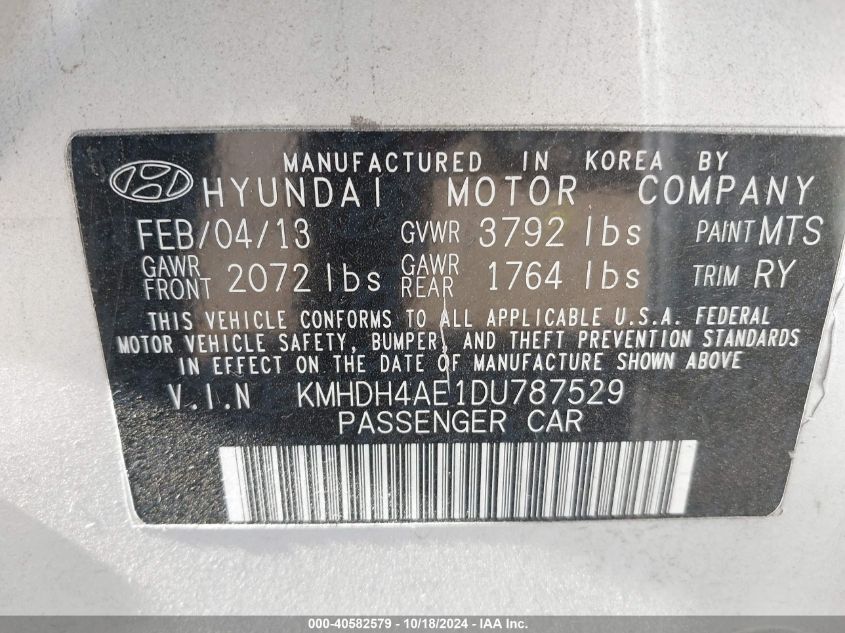 MANUFACTURED IN KOREA BY
HYUNDAI MOTOR COMPANY
FEB/04/13 GVWR 3792 lbs PAINT MTS
GAWR FRONT 2072 lbs GAWR REAR 1764 lbs TRIM RY
THIS VEHICLE CONFORMS TO ALL APPLICABLE U.S.A. FEDERAL
MOTOR VEHICLE SAFETY, BUMPER, AND THEFT PREVENTION STANDARDS
IN EFFECT ON THE DATE OF MANUFACTURE SHOWN ABOVE
V.I.N KMHDH4AE1DU787529
PASSENGER CAR
000-40582579 - 10/18/2024 - IAU